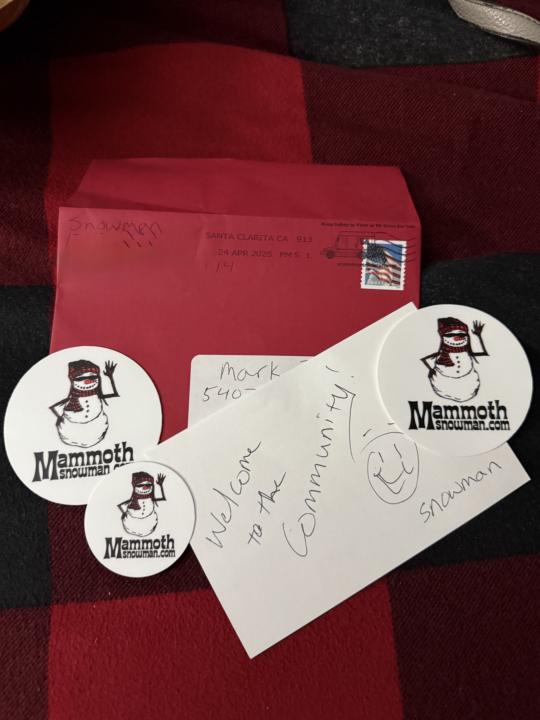 snowman
SANTA CLARITA CA 913
24 APR 2025 PM 5 L
Mark
540
Welcome
to the
Community!
snowman
Mammoth
snowman.com
Mammoth
snowman.com
Mammoth
snowman.com